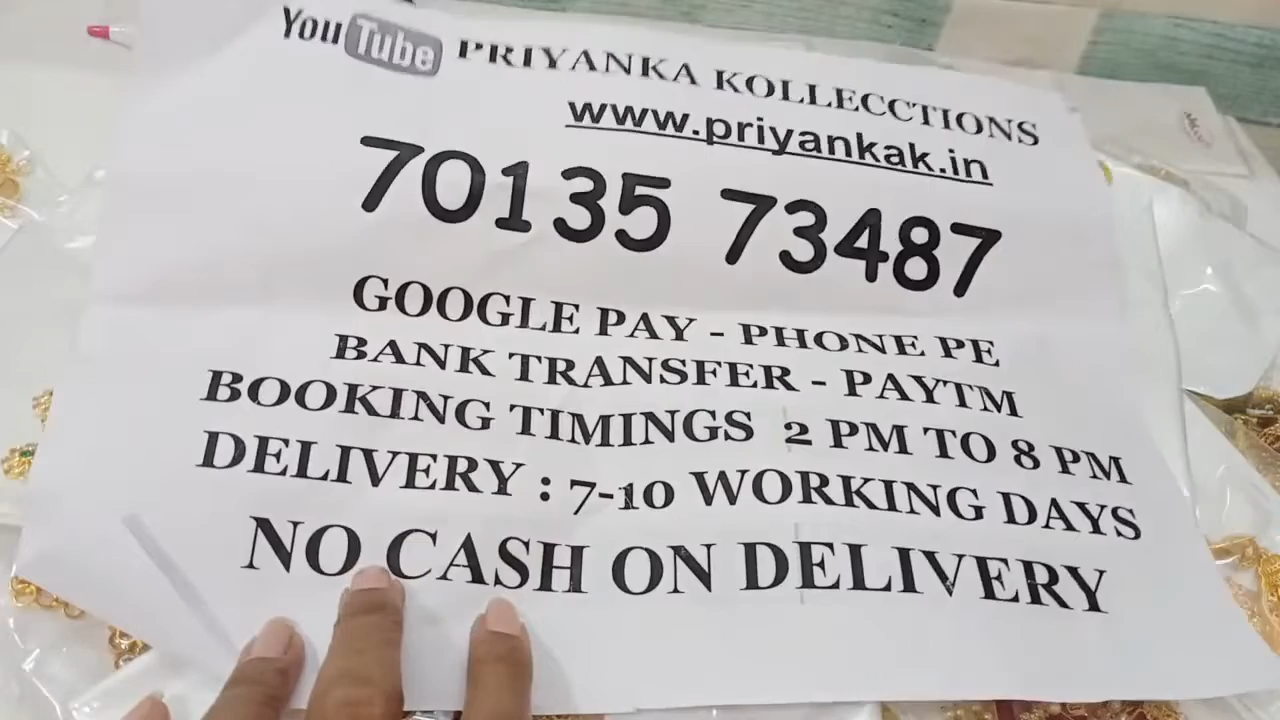 YouTube PRIYANKA KOLLECCTIONS
www.priyankak.in
70135 73487
GOOGLE PAY - PHONE PE
BANK TRANSFER - PAYTM
BOOKING TIMINGS 2 PM TO 8 PM
DELIVERY : 7-10 WORKING DAYS
NO CASH ON DELIVERY